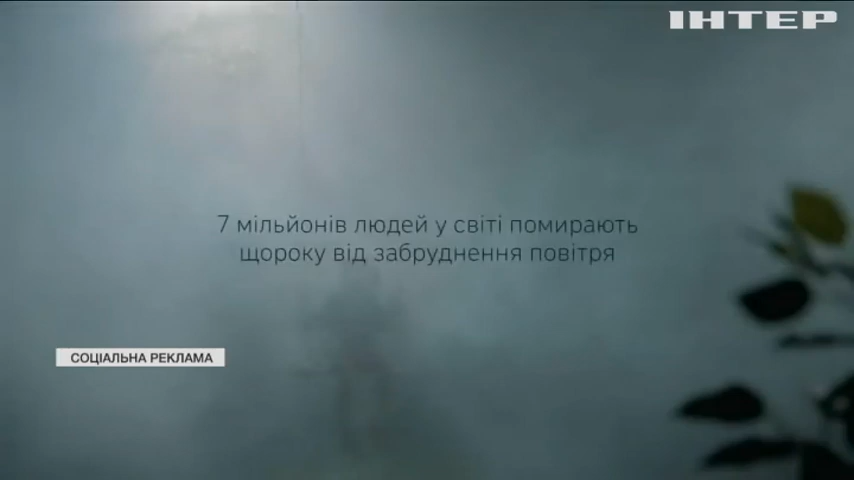 ІНТЕР
7 мільйонів людей у світі помирають
щороку від забруднення повітря
СОЦІАЛЬНА РЕКЛАМА